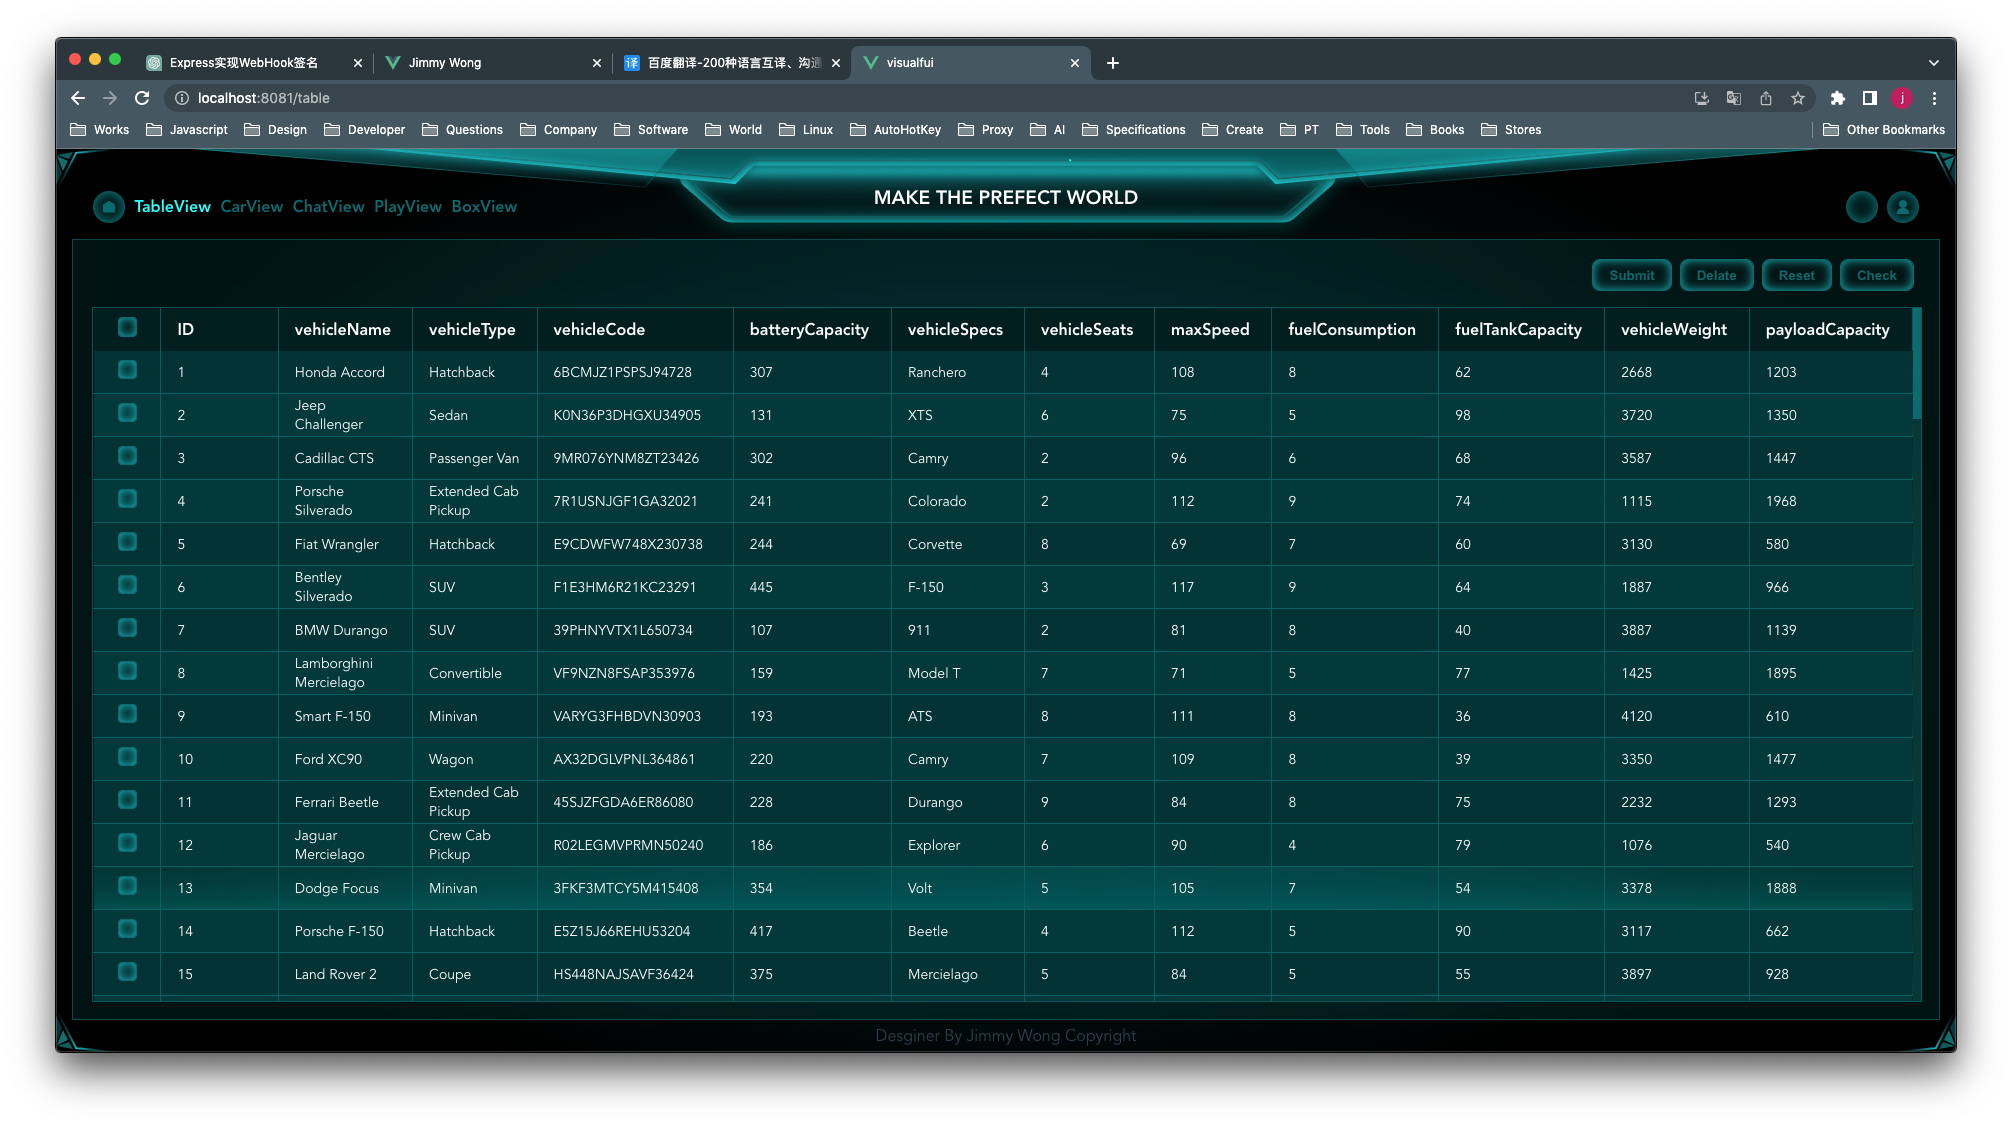 Express实现WebHook签名
Jimmy Wong
译 百度翻译-200种语言互译、沟通
visualfui
localhost:8081/table
j
Works Javascript Design Developer Questions Company Software World Linux AutoHotKey Proxy AI Specifications Create PT Tools Books Stores Other Bookmarks
MAKE THE PREFECT WORLD
TableView CarView ChatView PlayView BoxView
Submit Delate Reset Check
ID vehicleName vehicleType vehicleCode batteryCapacity vehicleSpecs vehicleSeats maxSpeed fuelConsumption fuelTankCapacity vehicleWeight payloadCapacity
1 Honda Accord Hatchback 6BCMJZ1PSPSJ94728 307 Ranchero 4 108 8 62 2668 1203
2 Jeep Challenger Sedan K0N36P3DHGXU34905 131 XTS 6 75 5 98 3720 1350
3 Cadillac CTS Passenger Van 9MR076YNM8ZT23426 302 Camry 2 96 6 68 3587 1447
4 Porsche Silverado Extended Cab Pickup 7R1USNJGF1GA32021 241 Colorado 2 112 9 74 1115 1968
5 Fiat Wrangler Hatchback E9CDWFW748X230738 244 Corvette 8 69 7 60 3130 580
6 Bentley Silverado SUV F1E3HM6R21KC23291 445 F-150 3 117 9 64 1887 966
7 BMW Durango SUV 39PHNYVTX1L650734 107 911 2 81 8 40 3887 1139
8 Lamborghini Mercielago Convertible VF9NZN8FSAP353976 159 Model T 7 71 5 77 1425 1895
9 Smart F-150 Minivan VARYG3FHBDVN30903 193 ATS 8 111 8 36 4120 610
10 Ford XC90 Wagon AX32DGLVPNL364861 220 Camry 7 109 8 39 3350 1477
11 Ferrari Beetle Extended Cab Pickup 45SJZFGDA6ER86080 228 Durango 9 84 8 75 2232 1293
12 Jaguar Mercielago Crew Cab Pickup R02LEGMVPRMN50240 186 Explorer 6 90 4 79 1076 540
13 Dodge Focus Minivan 3FKF3MTCY5M415408 354 Volt 5 105 7 54 3378 1888
14 Porsche F-150 Hatchback E5Z15J66REHU53204 417 Beetle 4 112 5 90 3117 662
15 Land Rover 2 Coupe HS448NAJSAVF36424 375 Mercielago 5 84 5 55 3897 928
Desginer By Jimmy Wong Copyright